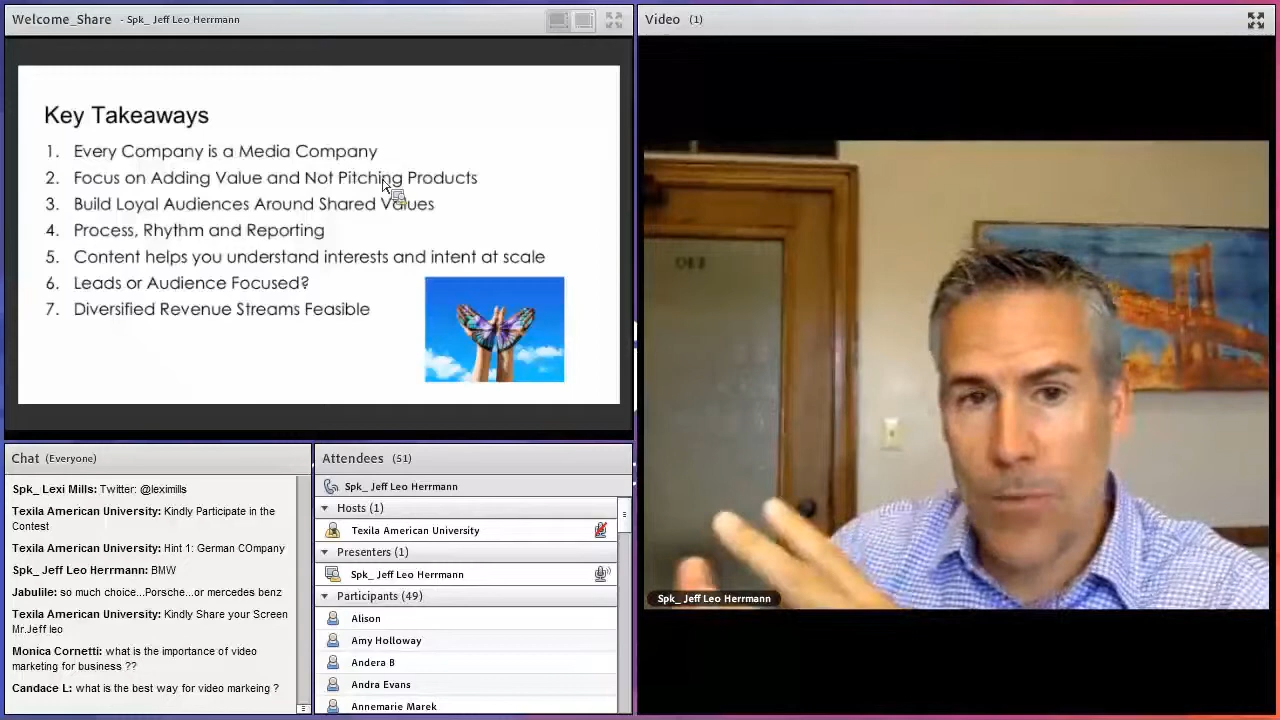 Welcome_Share - Spk_ Jeff Leo Herrmann
Key Takeaways
1. Every Company is a Media Company
2. Focus on Adding Value and Not Pitching Products
3. Build Loyal Audiences Around Shared Values
4. Process, Rhythm and Reporting
5. Content helps you understand interests and intent at scale
6. Leads or Audience Focused?
7. Diversified Revenue Streams Feasible
Chat (Everyone)
Spk_ Lexi Mills: Twitter: @leximills
Texila American University: Kindly Participate in the
Contest
Texila American University: Hint 1: German COmpany
Spk_ Jeff Leo Herrmann: BMW
Jabulile: so much choice...Porsche...or mercedes benz
Texila American University: Kindly Share your Screen
Mr.Jeff leo
Monica Cornetti: what is the importance of video
marketing for business ??
Candace L: what is the best way for video markeing ?
Attendees (51)
Spk_ Jeff Leo Herrmann
Hosts (1)
Texila American University
Presenters (1)
Spk_ Jeff Leo Herrmann
Participants (49)
Alison
Amy Holloway
Andera B
Andra Evans
Annemarie Marek
Video (1)
Spk_ Jeff Leo Herrmann